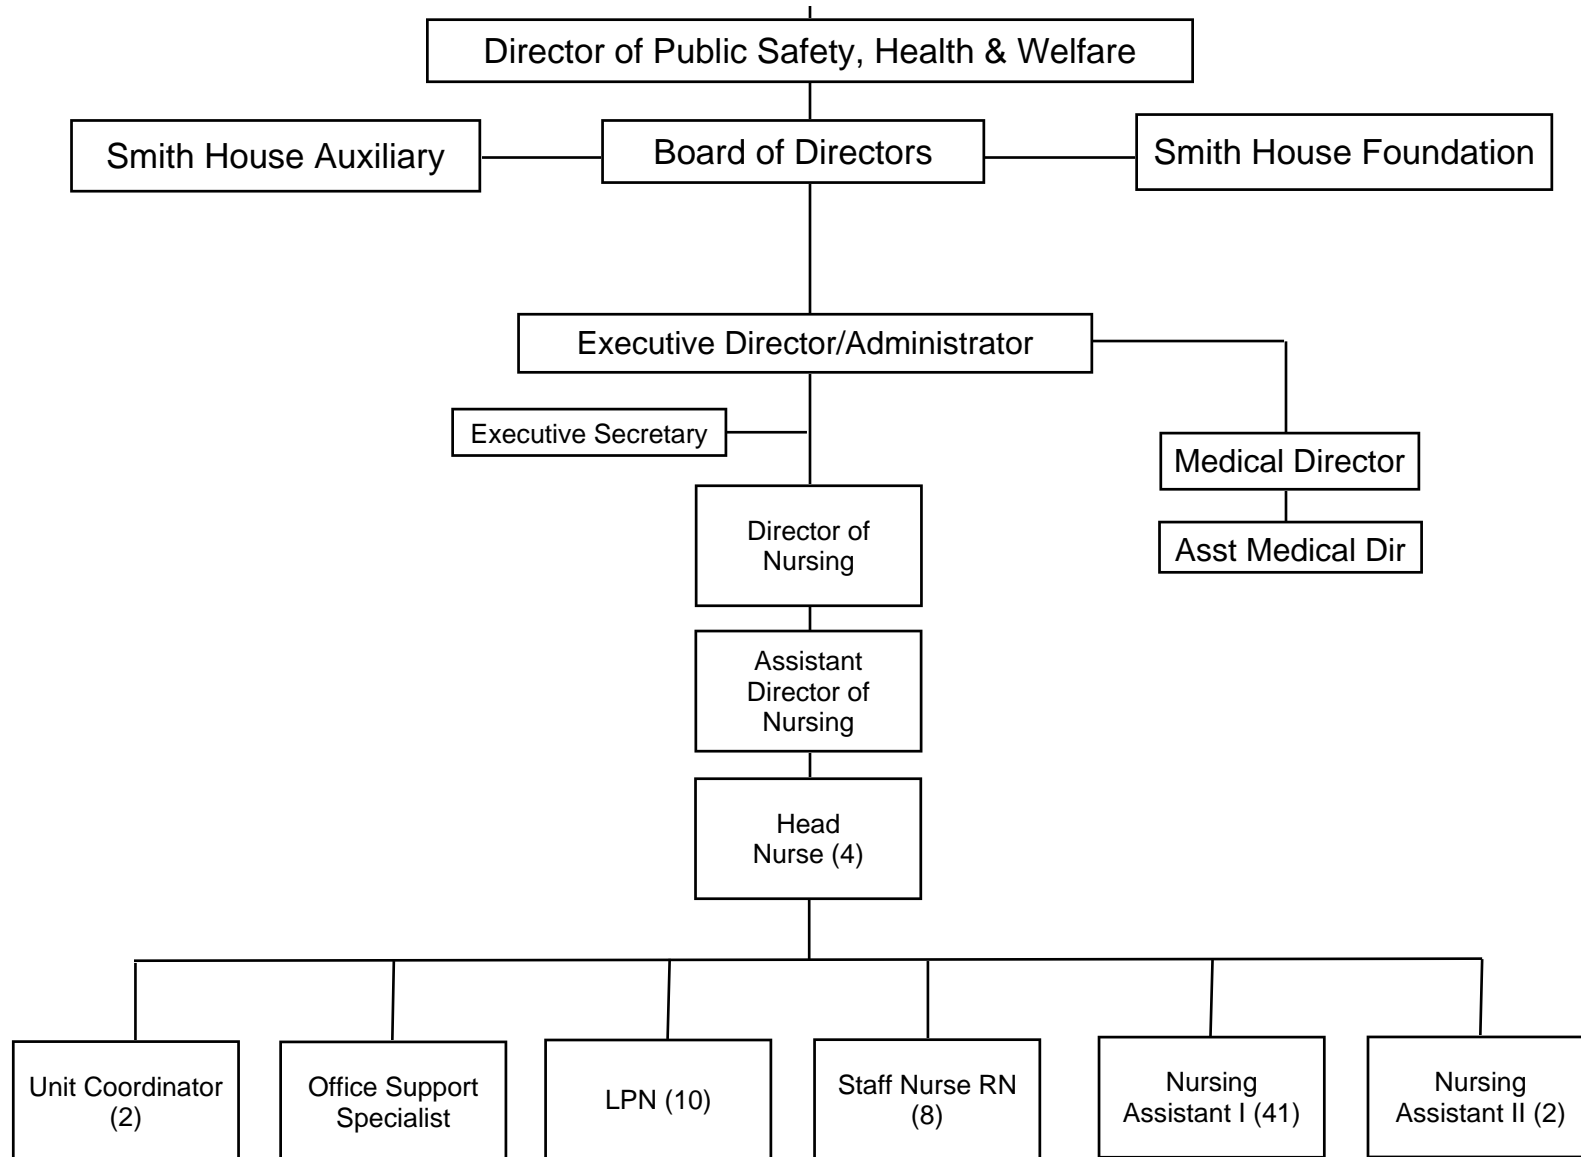 Director of Public Safety, Health & Welfare
Smith House Auxiliary
Board of Directors
Smith House Foundation
Executive Director/Administrator
Executive Secretary
Medical Director
Director of
Nursing
Asst Medical Dir
Assistant
Director of
Nursing
Head
Nurse (4)
Unit Coordinator
(2)
Office Support
Specialist
LPN (10)
Staff Nurse RN
(8)
Nursing
Assistant I (41)
Nursing
Assistant II (2)